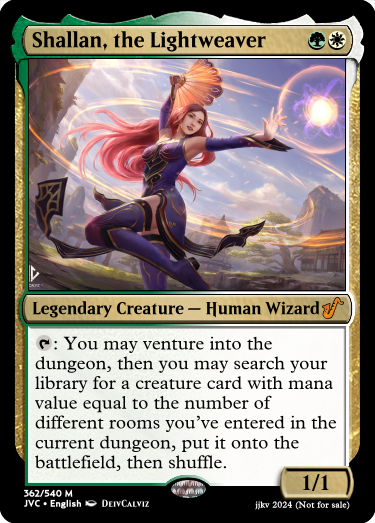 Shallan, the Lightweaver
Legendary Creature — Human Wizard
: You may venture into the
dungeon, then you may search your
library for a creature card with mana
value equal to the number of
different rooms you’ve entered in the
current dungeon, put it onto the
battlefield, then shuffle.
1/1
362/540 M
JVC • English DeivCalviz
jjkv 2024 (Not for sale)